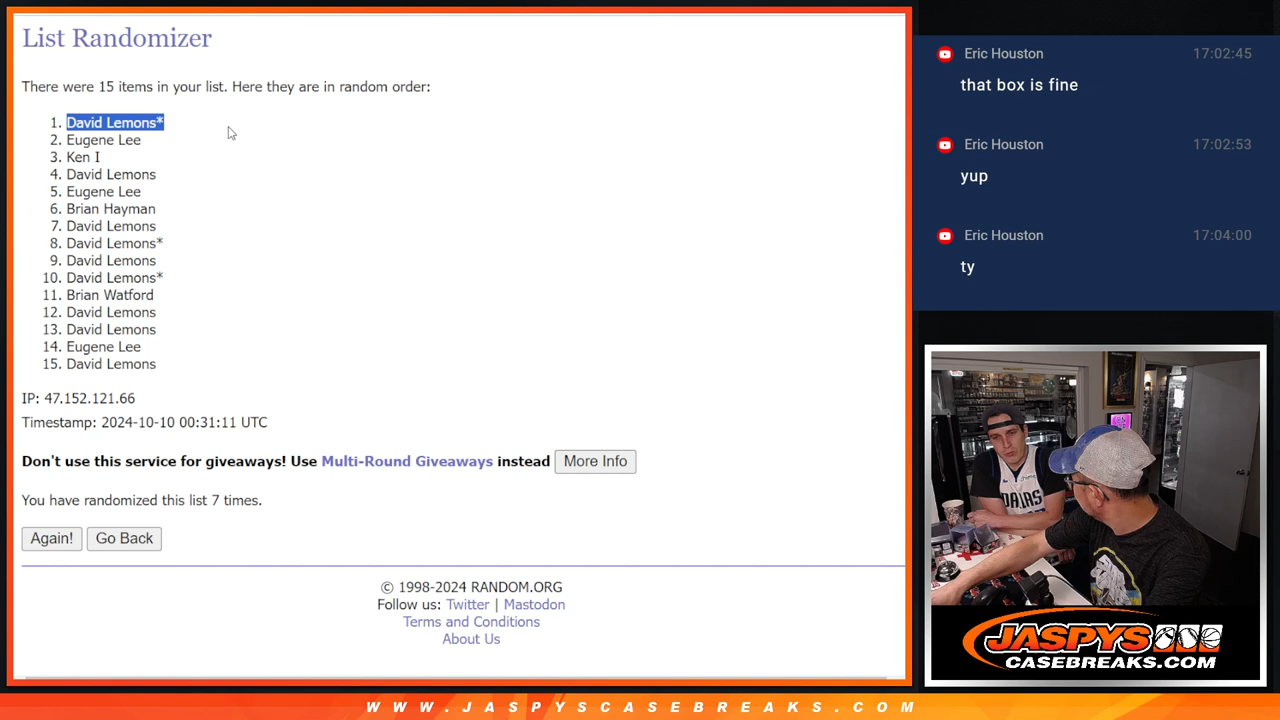 List Randomizer
There were 15 items in your list. Here they are in random order:
1. David Lemons*
2. Eugene Lee
3. Ken I
4. David Lemons
5. Eugene Lee
6. Brian Hayman
7. David Lemons
8. David Lemons*
9. David Lemons
10. David Lemons*
11. Brian Watford
12. David Lemons
13. David Lemons
14. Eugene Lee
15. David Lemons
IP: 47.152.121.66
Timestamp: 2024-10-10 00:31:11 UTC
Don't use this service for giveaways! Use Multi-Round Giveaways instead More Info
You have randomized this list 7 times.
Again! Go Back
© 1998-2024 RANDOM.ORG
Follow us: Twitter | Mastodon
Terms and Conditions
About Us
Eric Houston 17:02:45
that box is fine
Eric Houston 17:02:53
yup
Eric Houston 17:04:00
ty
JASPYS
CASEBREAKS.COM
WWW.JASPYSCASEBREAKS.COM